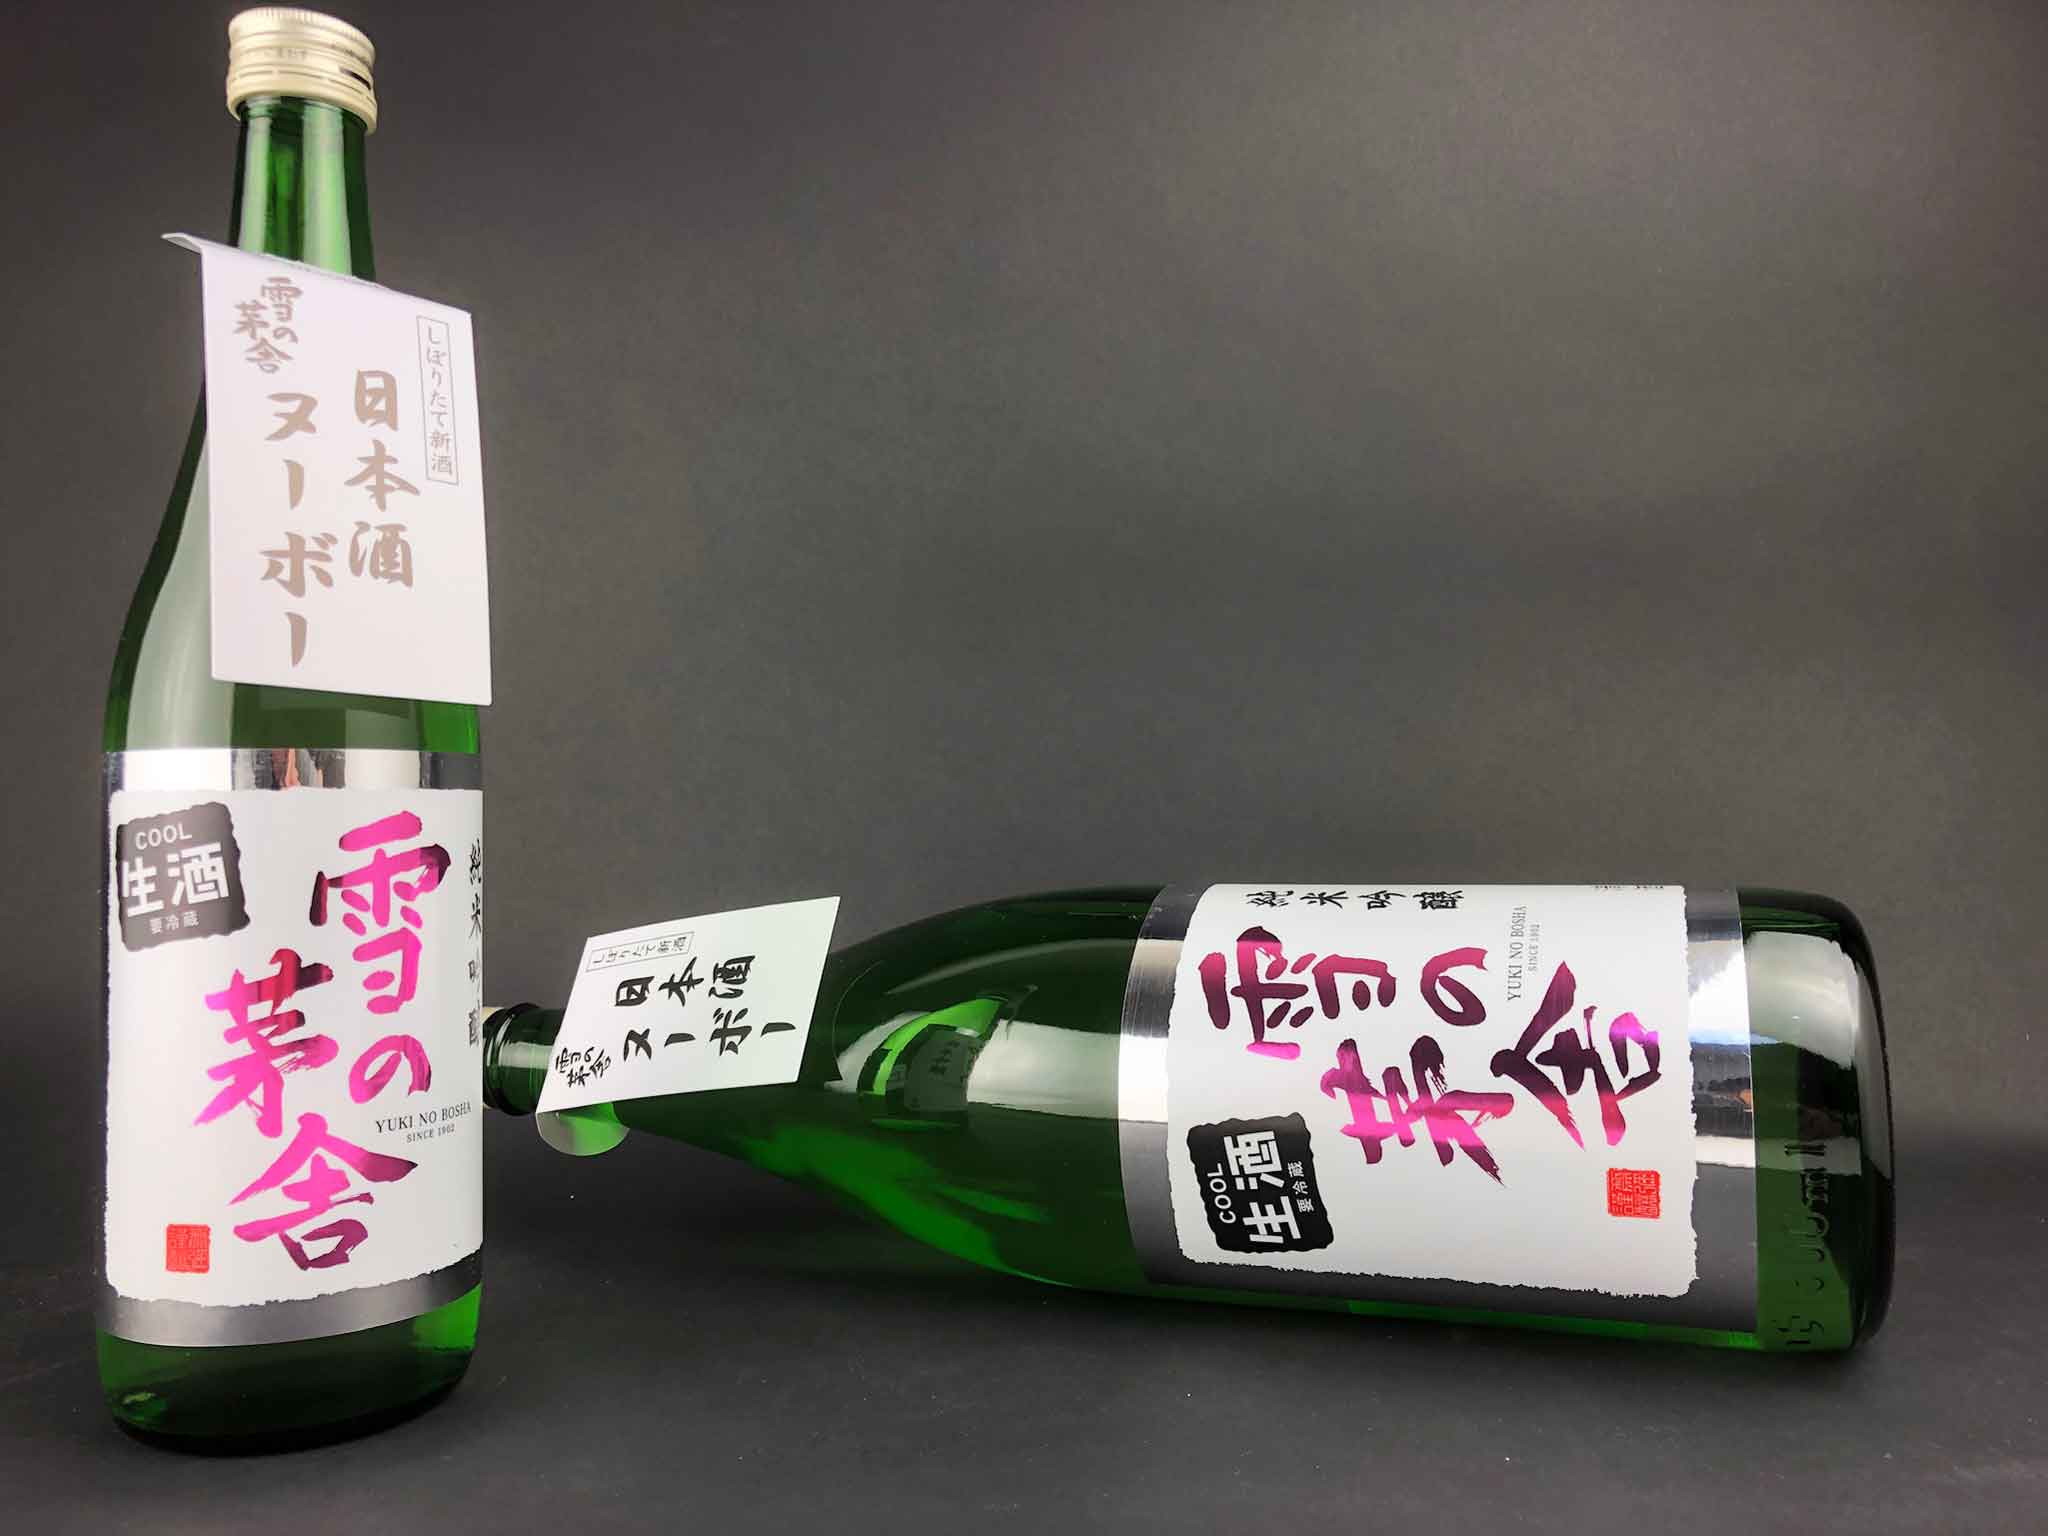 雪の茅舎
しぼりたて新酒
日本酒
ヌーボー
COOL
生酒
要冷蔵
純米吟醸
雪の
茅舎
YUKI NO BOSHA
SINCE 1902
しぼりたて新酒
日本酒
ヌーボー
雪の茅舎
純米吟醸
雪の
茅舎
YUKI NO BOSHA
SINCE 1902
COOL
生酒
要冷蔵